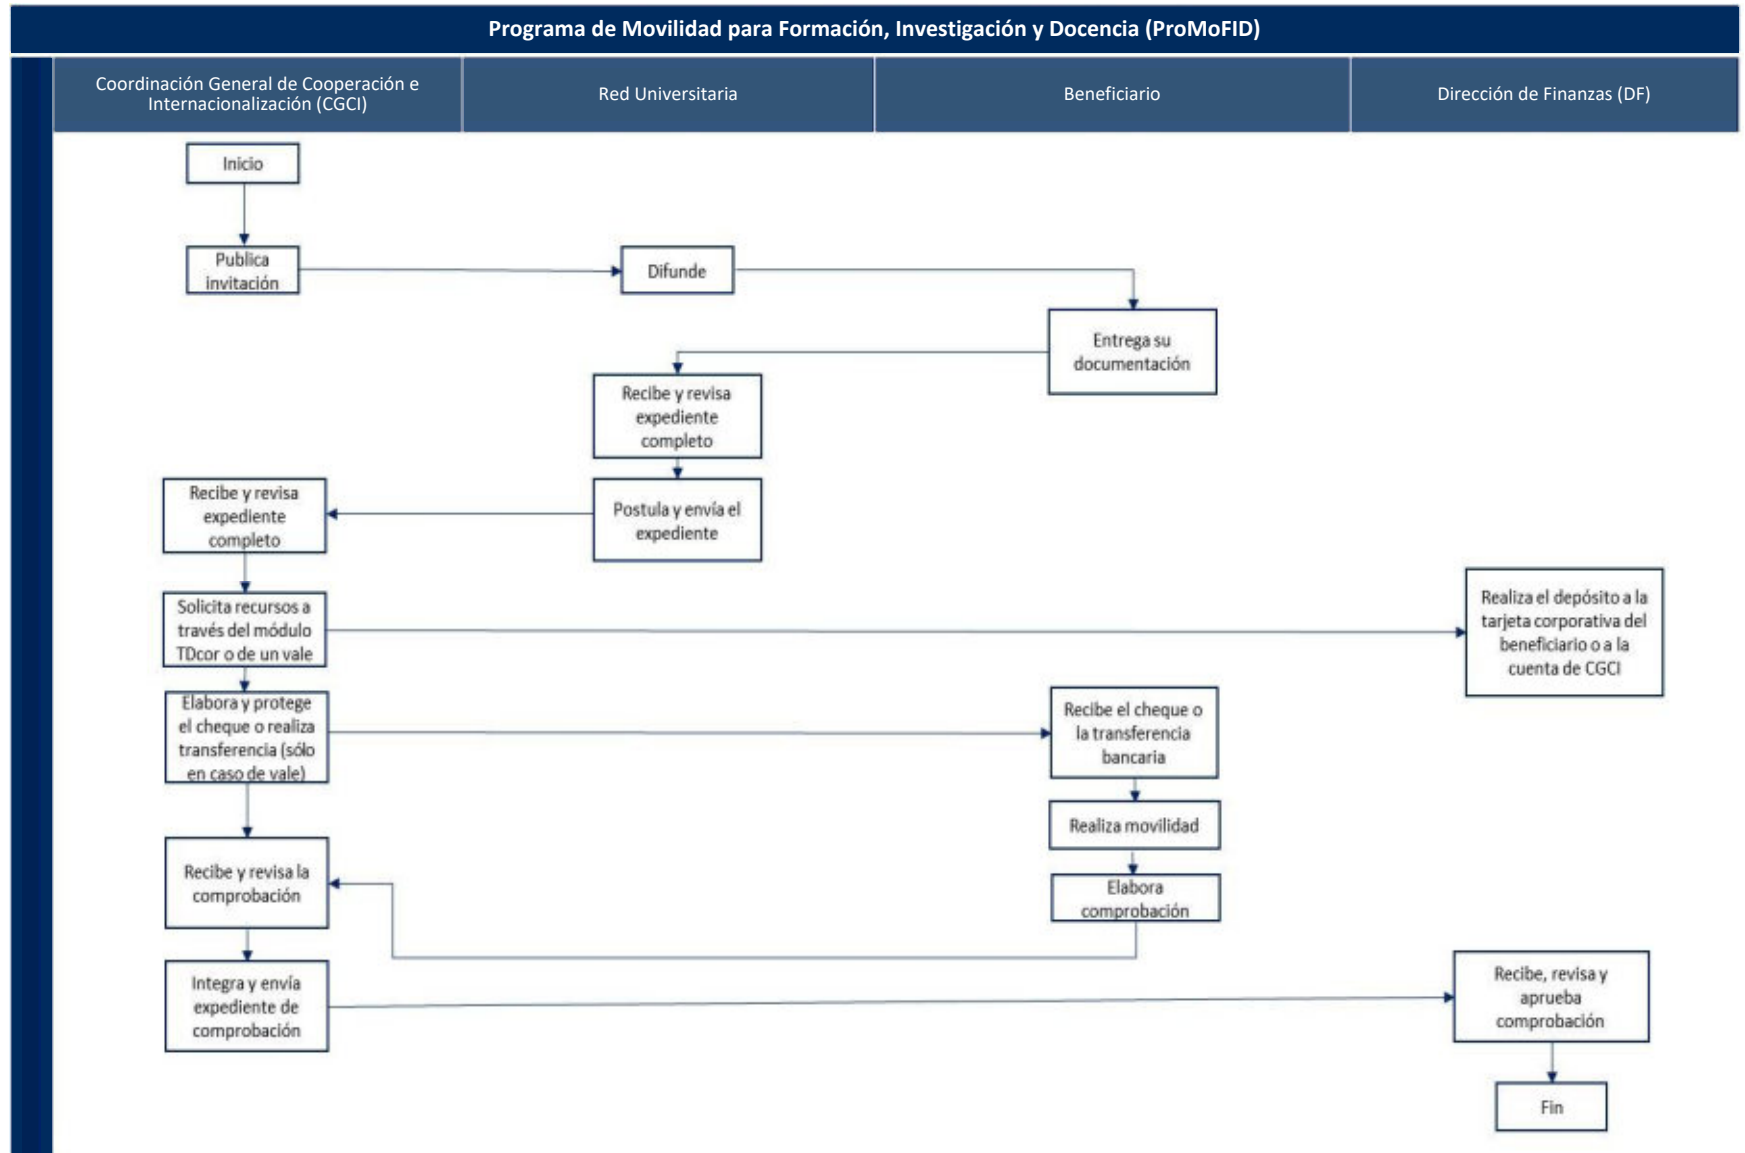 Programa de Movilidad para Formación, Investigación y Docencia (ProMoFID)
Coordinación General de Cooperación e
Internacionalización (CGCI)
Red Universitaria
Beneficiario
Dirección de Finanzas (DF)
Inicio
Publica
invitación
Difunde
Entrega su
documentación
Recibe y revisa
expediente
completo
Postula y envía el
expediente
Recibe y revisa
expediente
completo
Solicita recursos a
través del módulo
TDcor o de un vale
Realiza el depósito a la
tarjeta corporativa del
beneficiario o a la
cuenta de CGCI
Elabora y protege
el cheque o realiza
transferencia (sólo
en caso de vale)
Recibe el cheque o
la transferencia
bancaria
Realiza movilidad
Elabora
comprobación
Recibe y revisa la
comprobación
Integra y envía
expediente de
comprobación
Recibe, revisa y
aprueba
comprobación
Fin